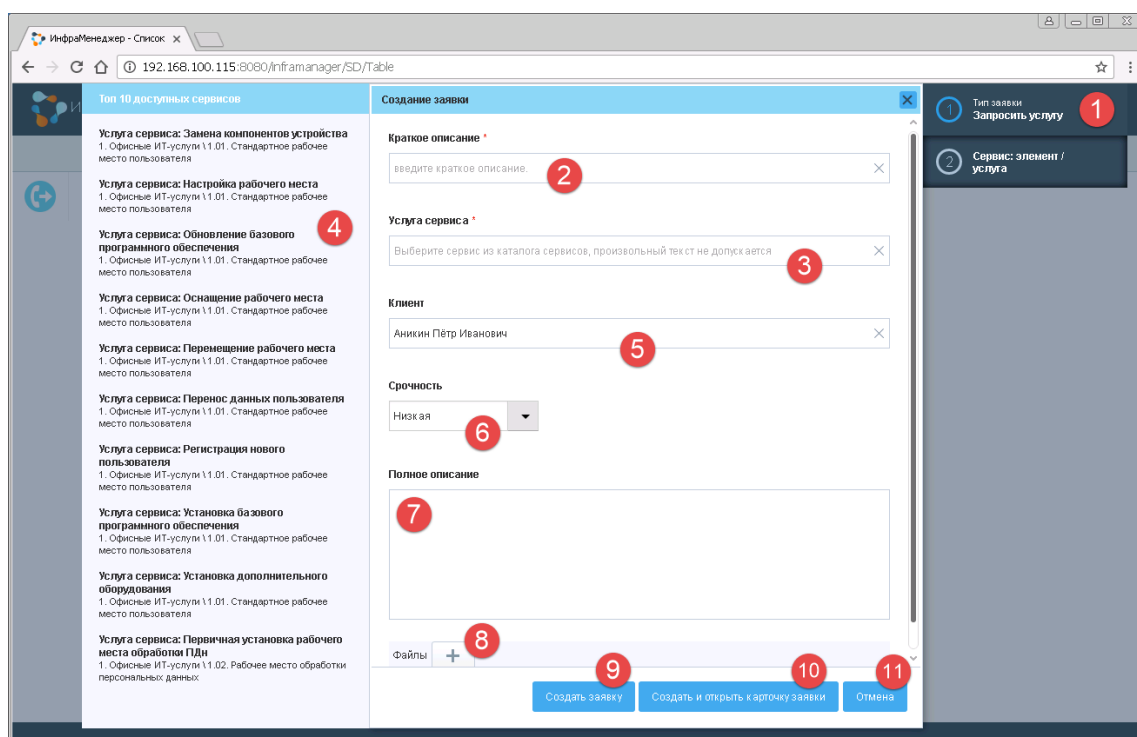 ИнфраМенеджер - Список
192.168.100.115:8080/inframanager/SD/Table
И
Топ 10 доступных сервисов
Услуга сервиса: Замена компонентов устройства
1. Офисные ИТ-услуги \ 1.01. Стандартное рабочее
место пользователя
Услуга сервиса: Настройка рабочего места
1. Офисные ИТ-услуги \ 1.01. Стандартное рабочее
место пользователя
4
Услуга сервиса: Обновление базового
программного обеспечения
1. Офисные ИТ-услуги \ 1.01. Стандартное рабочее
место пользователя
Услуга сервиса: Оснащение рабочего места
1. Офисные ИТ-услуги \ 1.01. Стандартное рабочее
место пользователя
Услуга сервиса: Перемещение рабочего места
1. Офисные ИТ-услуги \ 1.01. Стандартное рабочее
место пользователя
Услуга сервиса: Перенос данных пользователя
1. Офисные ИТ-услуги \ 1.01. Стандартное рабочее
место пользователя
Услуга сервиса: Регистрация нового
пользователя
1. Офисные ИТ-услуги \ 1.01. Стандартное рабочее
место пользователя
Услуга сервиса: Установка базового
программного обеспечения
1. Офисные ИТ-услуги \ 1.01. Стандартное рабочее
место пользователя
Услуга сервиса: Установка дополнительного
оборудования
1. Офисные ИТ-услуги \ 1.01. Стандартное рабочее
место пользователя
Услуга сервиса: Первичная установка рабочего
места обработки ПДн
1. Офисные ИТ-услуги \ 1.02. Рабочее место обработки
персональных данных
Создание заявки
Краткое описание *
введите краткое описание.
2
Услуга сервиса *
Выберите сервис из каталога сервисов, произвольный текст не допускается
3
Клиент
Аникин Пётр Иванович
5
Срочность
Низкая
6
Полное описание
7
Файлы +
8
9
10
11
Создать заявку
Создать и открыть карточку заявки
Отмена
1 Тип заявки
Запросить услугу
1
2 Сервис: элемент /
услуга